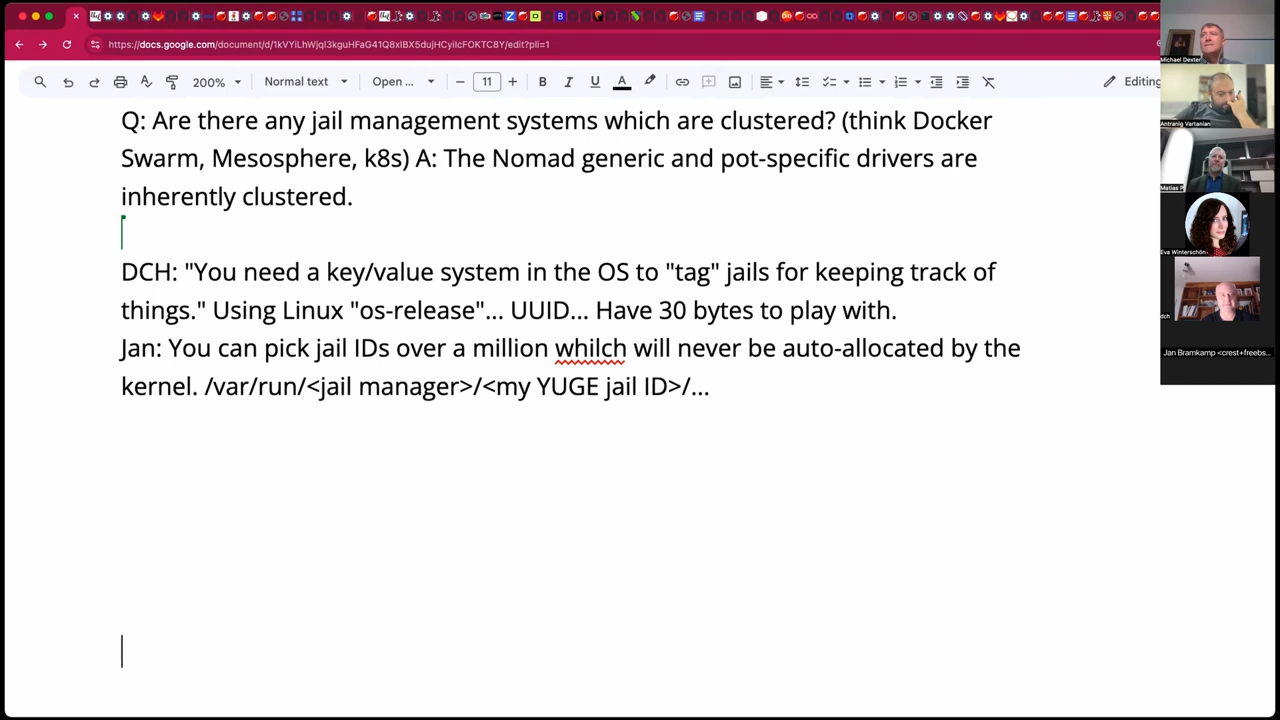 https://docs.google.com/document/d/1kVYiLhWjqI3kguHFaG41Q8xIBX5dujHCyiIcFOKTC8Y/edit?pli=1
200%
Normal text
Open ...
11
Editing
Q: Are there any jail management systems which are clustered? (think Docker
Swarm, Mesosphere, k8s) A: The Nomad generic and pot-specific drivers are
inherently clustered.
DCH: "You need a key/value system in the OS to "tag" jails for keeping track of
things." Using Linux "os-release"... UUID... Have 30 bytes to play with.
Jan: You can pick jail IDs over a million whilch will never be auto-allocated by the
kernel. /var/run/<jail manager>/<my YUGE jail ID>/...
Michael Dexter
Antranig Vartanian
Matias P
Eva Winterschön
dch
Jan Bramkamp <crest+freebs...